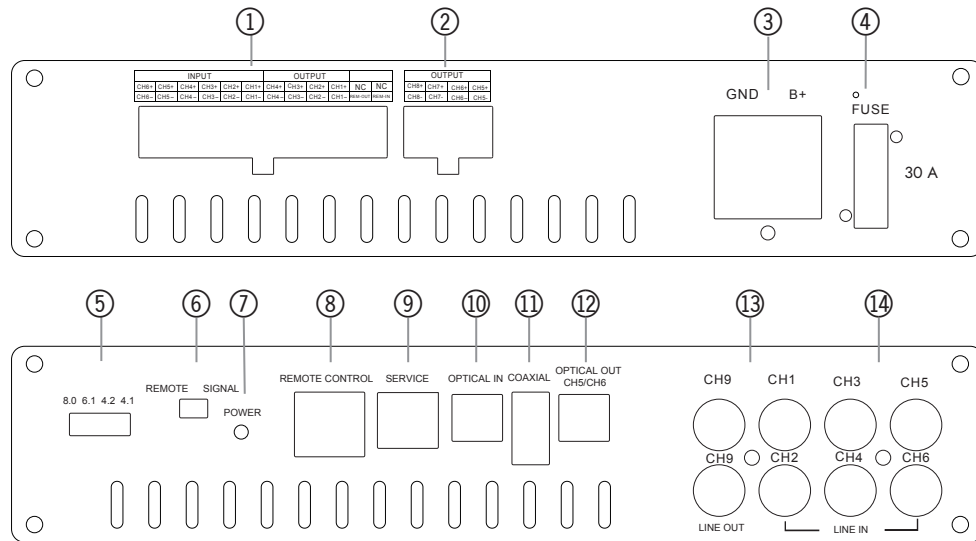 ① ② ③ ④
INPUT OUTPUT OUTPUT
CH6+ CH5+ CH4+ CH3+ CH2+ CH1+ CH4+ CH3+ CH2+ CH1+ NC NC CH8+ CH7+ CH6+ CH5+
CH6– CH5– CH4– CH3– CH2– CH1– CH4– CH3– CH2– CH1– REM-OUT REM-IN CH8- CH7- CH6– CH5-
GND B+
FUSE
30 A
⑤ ⑥ ⑦ ⑧ ⑨ ⑩ ⑪ ⑫ ⑬ ⑭
8.0 6.1 4.2 4.1
REMOTE SIGNAL
POWER
REMOTE CONTROL
SERVICE
OPTICAL IN
COAXIAL
OPTICAL OUT
CH5/CH6
CH9 CH1 CH3 CH5
CH9 CH2 CH4 CH6
LINE OUT LINE IN